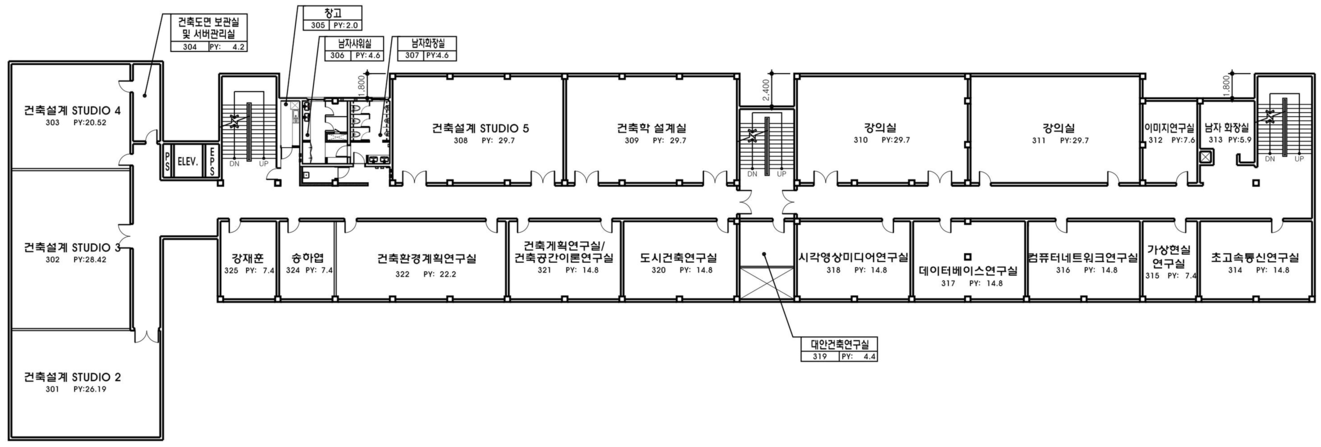 건축도면 보관실
및 서버관리실
304 PY: 4.2
창고
305 PY:2.0
남자샤워실
306 PY:4.6
남자화장실
307 PY:4.6
1.800
2.400
1.800
건축설계 STUDIO 4
303 PY:20.52
PS
ELEV.
EPS
DN UP
건축설계 STUDIO 5
308 PY: 29.7
건축학 설계실
309 PY: 29.7
DN UP
강의실
310 PY:29.7
강의실
311 PY:29.7
이미지연구실
312 PY:7.6
남자 화장실
313 PY:5.9
DN UP
건축설계 STUDIO 3
302 PY:28.42
강재훈
325 PY: 7.4
송하엽
324 PY: 7.4
건축환경계획연구실
322 PY: 22.2
건축계획연구실/
건축공간이론연구실
321 PY: 14.8
도시건축연구실
320 PY: 14.8
시각영상미디어연구실
318 PY: 14.8
데이터베이스연구실
317 PY: 14.8
컴퓨터네트워크연구실
316 PY: 14.8
가상현실
연구실
315 PY: 7.4
초고속통신연구실
314 PY: 14.8
대안건축연구실
319 PY: 4.4
건축설계 STUDIO 2
301 PY:26.19